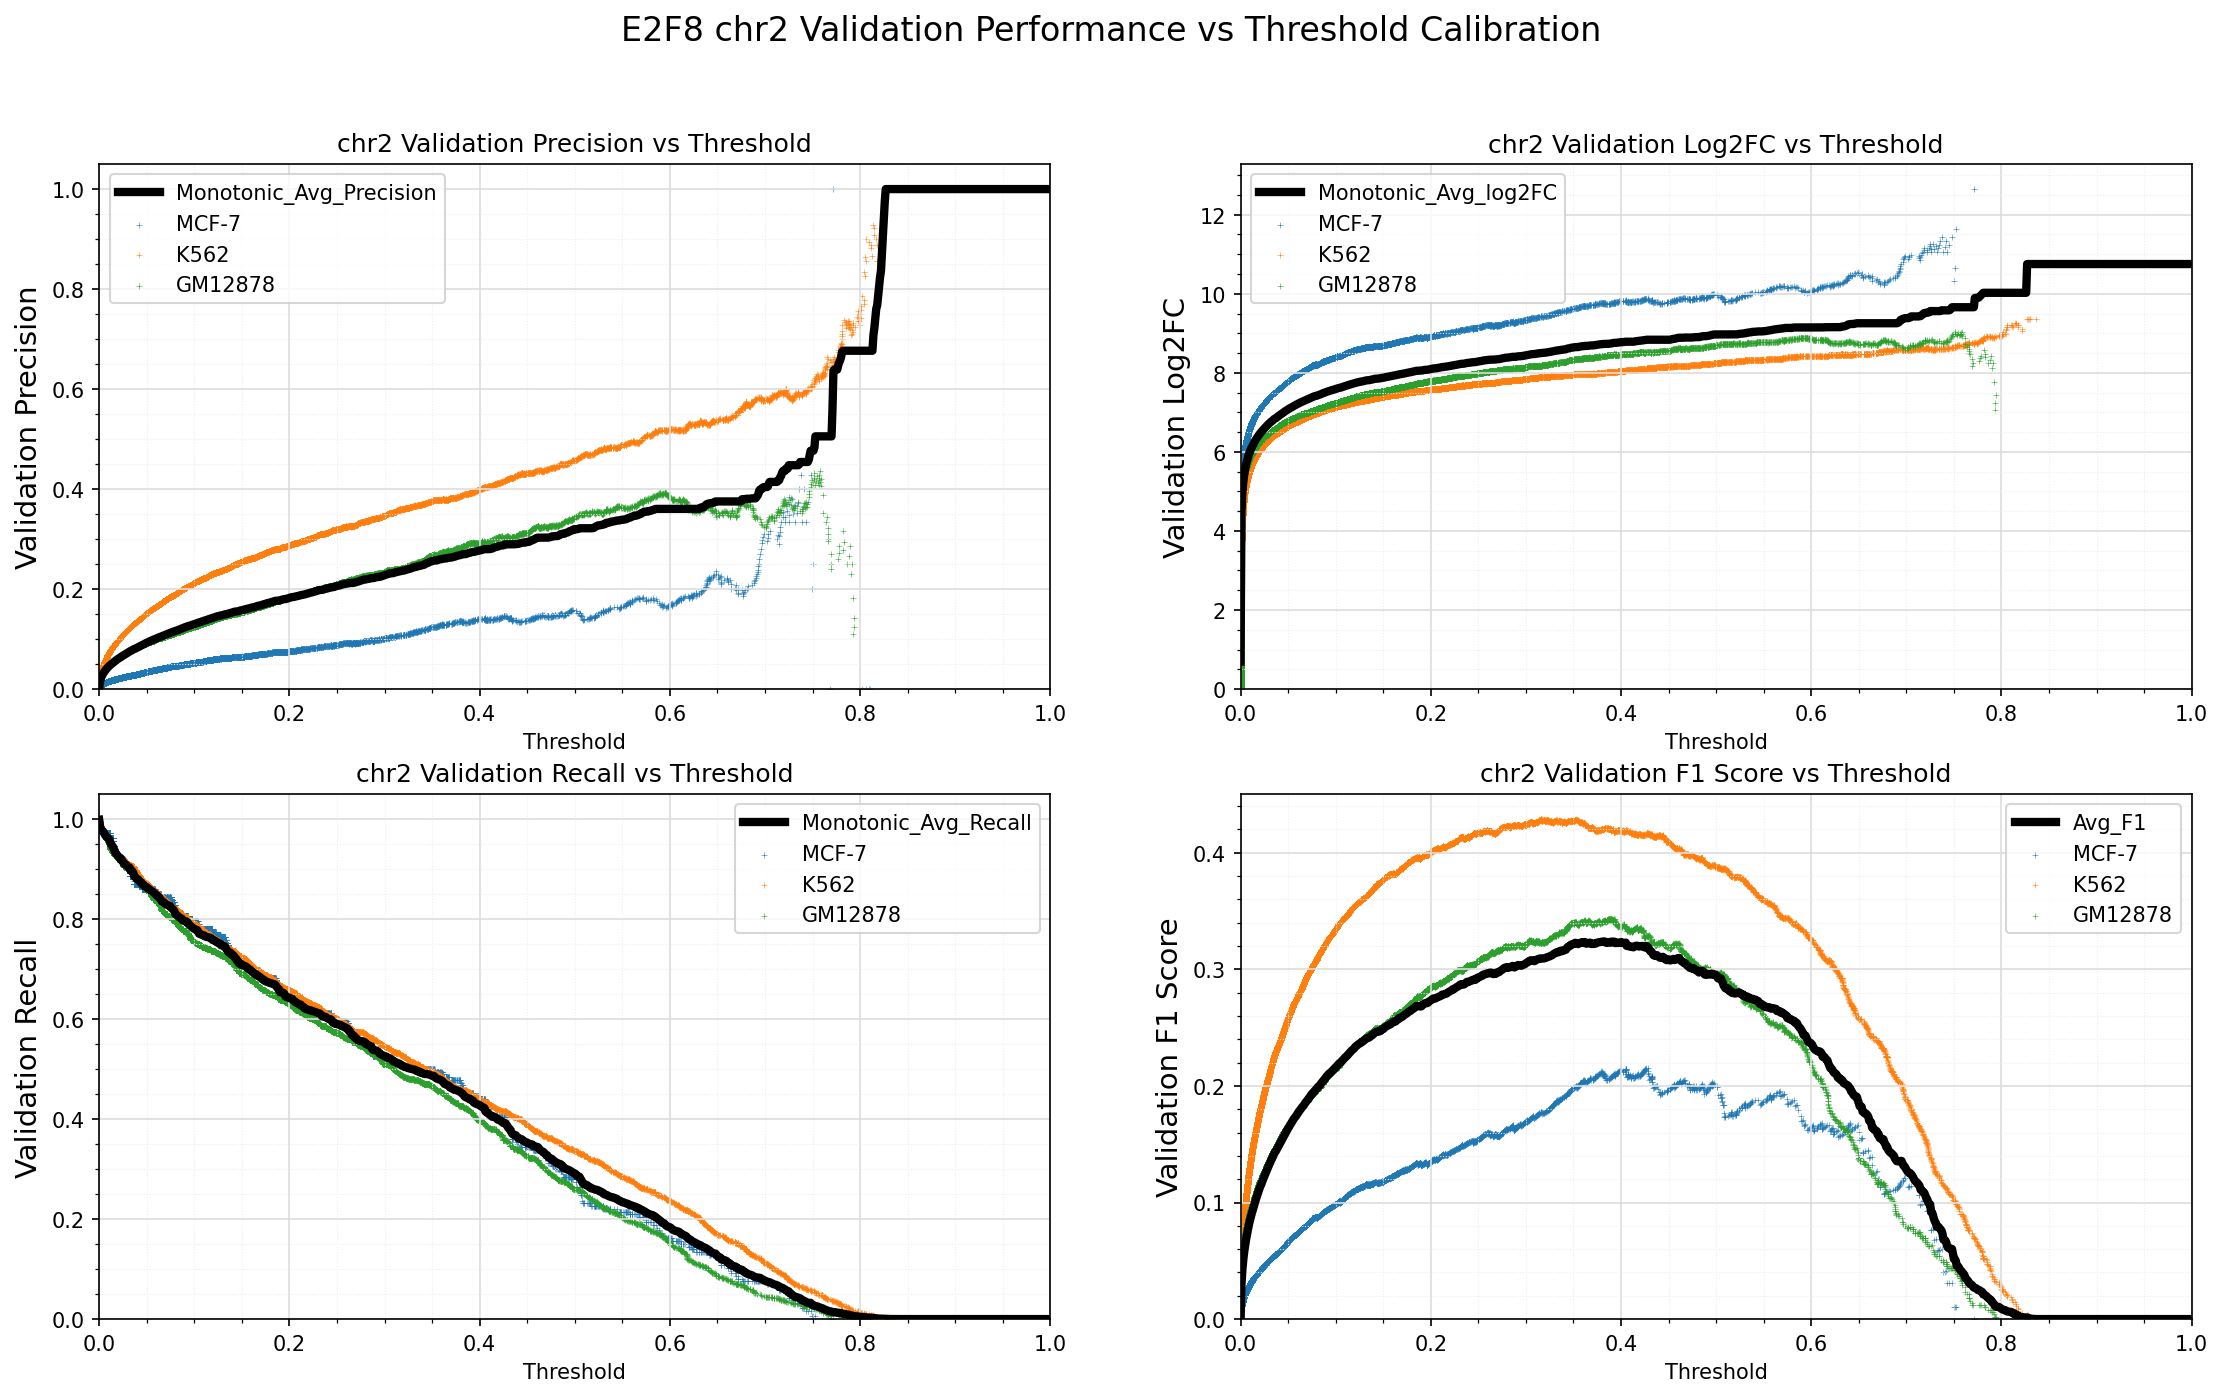 E2F8 chr2 Validation Performance vs Threshold Calibration
chr2 Validation Precision vs Threshold
Validation Precision
1.0
0.8
0.6
0.4
0.2
0.0
Monotonic_Avg_Precision
MCF-7
K562
GM12878
0.0 0.2 0.4 0.6 0.8 1.0
Threshold
chr2 Validation Log2FC vs Threshold
Validation Log2FC
12
10
8
6
4
2
0
Monotonic_Avg_log2FC
MCF-7
K562
GM12878
0.0 0.2 0.4 0.6 0.8 1.0
Threshold
chr2 Validation Recall vs Threshold
Validation Recall
1.0
0.8
0.6
0.4
0.2
0.0
Monotonic_Avg_Recall
MCF-7
K562
GM12878
0.0 0.2 0.4 0.6 0.8 1.0
Threshold
chr2 Validation F1 Score vs Threshold
Validation F1 Score
0.4
0.3
0.2
0.1
0.0
Avg_F1
MCF-7
K562
GM12878
0.0 0.2 0.4 0.6 0.8 1.0
Threshold